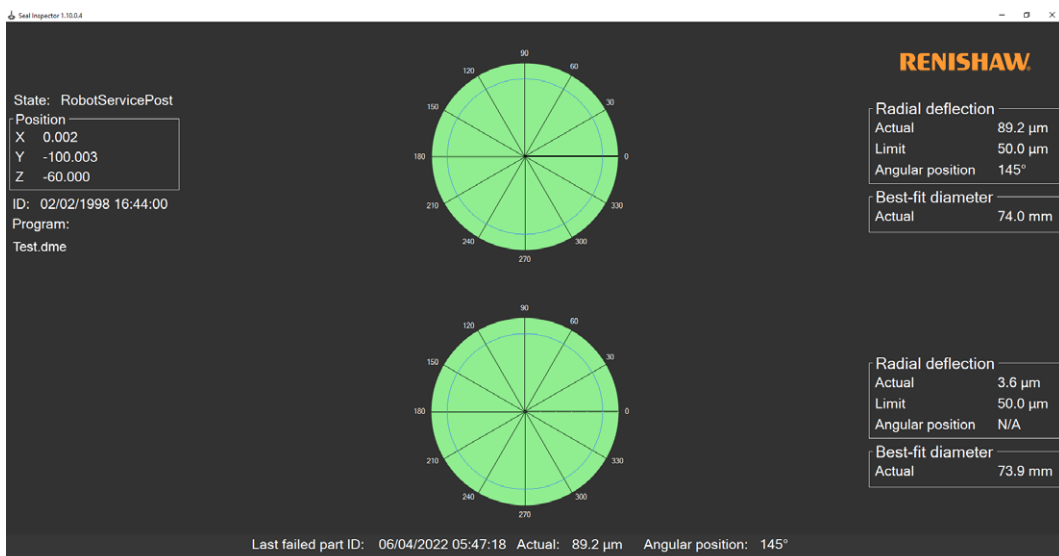 Seal Inspector 1.10.0.4
RENISHAW.
State: RobotServicePost
Position
X 0.002
Y -100.003
Z -60.000
ID: 02/02/1998 16:44:00
Program:
Test.dme
90
120 60
150 30
180 0
210 330
240 300
270
Radial deflection
Actual 89.2 µm
Limit 50.0 µm
Angular position 145°
Best-fit diameter
Actual 74.0 mm
90
120 60
150 30
180 0
210 330
240 300
270
Radial deflection
Actual 3.6 µm
Limit 50.0 µm
Angular position N/A
Best-fit diameter
Actual 73.9 mm
Last failed part ID: 06/04/2022 05:47:18 Actual: 89.2 µm Angular position: 145°